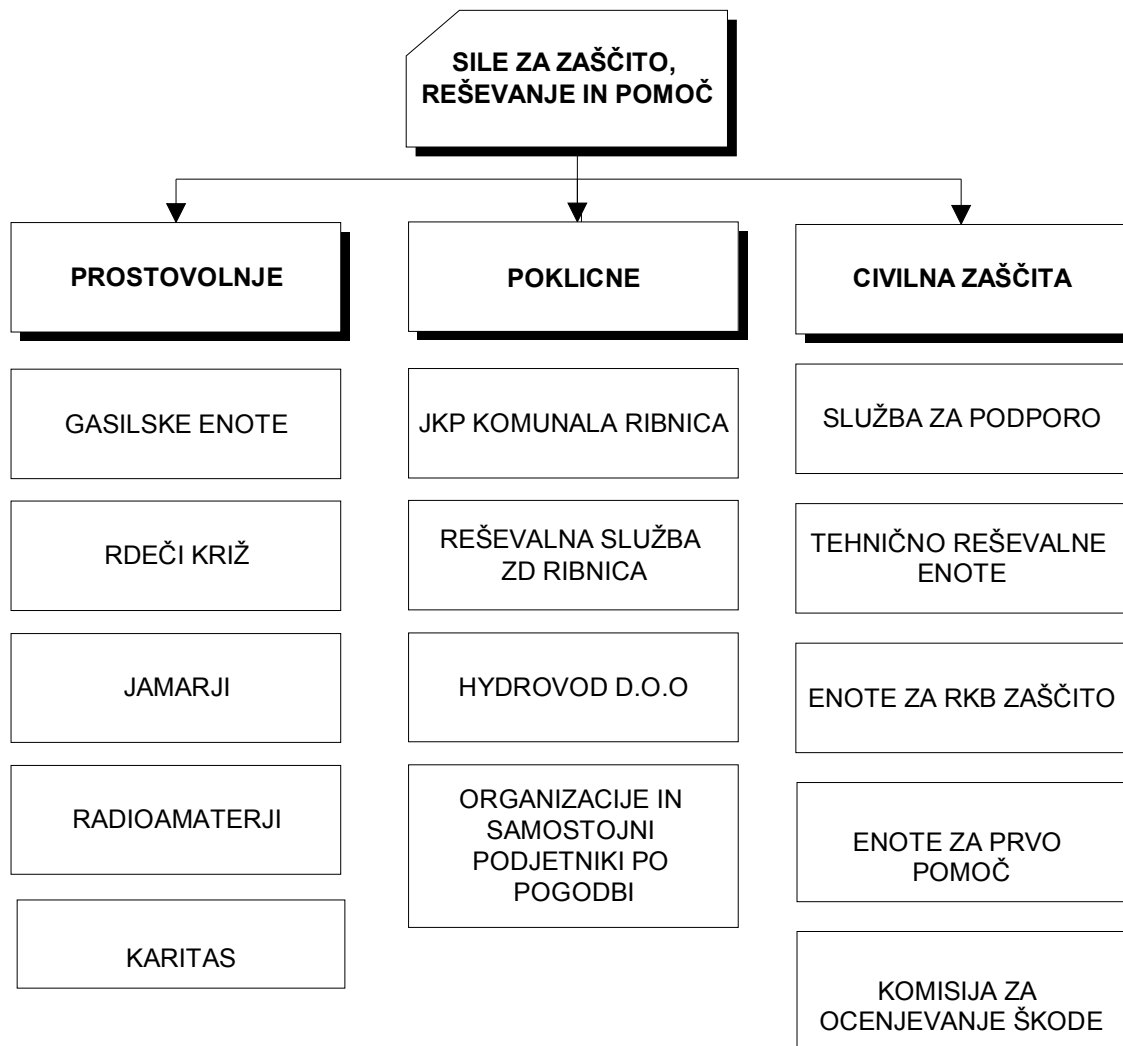 SILE ZA ZAŠČITO,
REŠEVANJE IN POMOČ
PROSTOVOLNJE
POKLICNE
CIVILNA ZAŠČITA
GASILSKE ENOTE
RDEČI KRIŽ
JAMARJI
RADIOAMATERJI
KARITAS
JKP KOMUNALA RIBNICA
REŠEVALNA SLUŽBA
ZD RIBNICA
HYDROVOD D.O.O
ORGANIZACIJE IN
SAMOSTOJNI
PODJETNIKI PO
POGODBI
SLUŽBA ZA PODPORO
TEHNIČNO REŠEVALNE
ENOTE
ENOTE ZA RKB ZAŠČITO
ENOTE ZA PRVO
POMOČ
KOMISIJA ZA
OCENJEVANJE ŠKODE